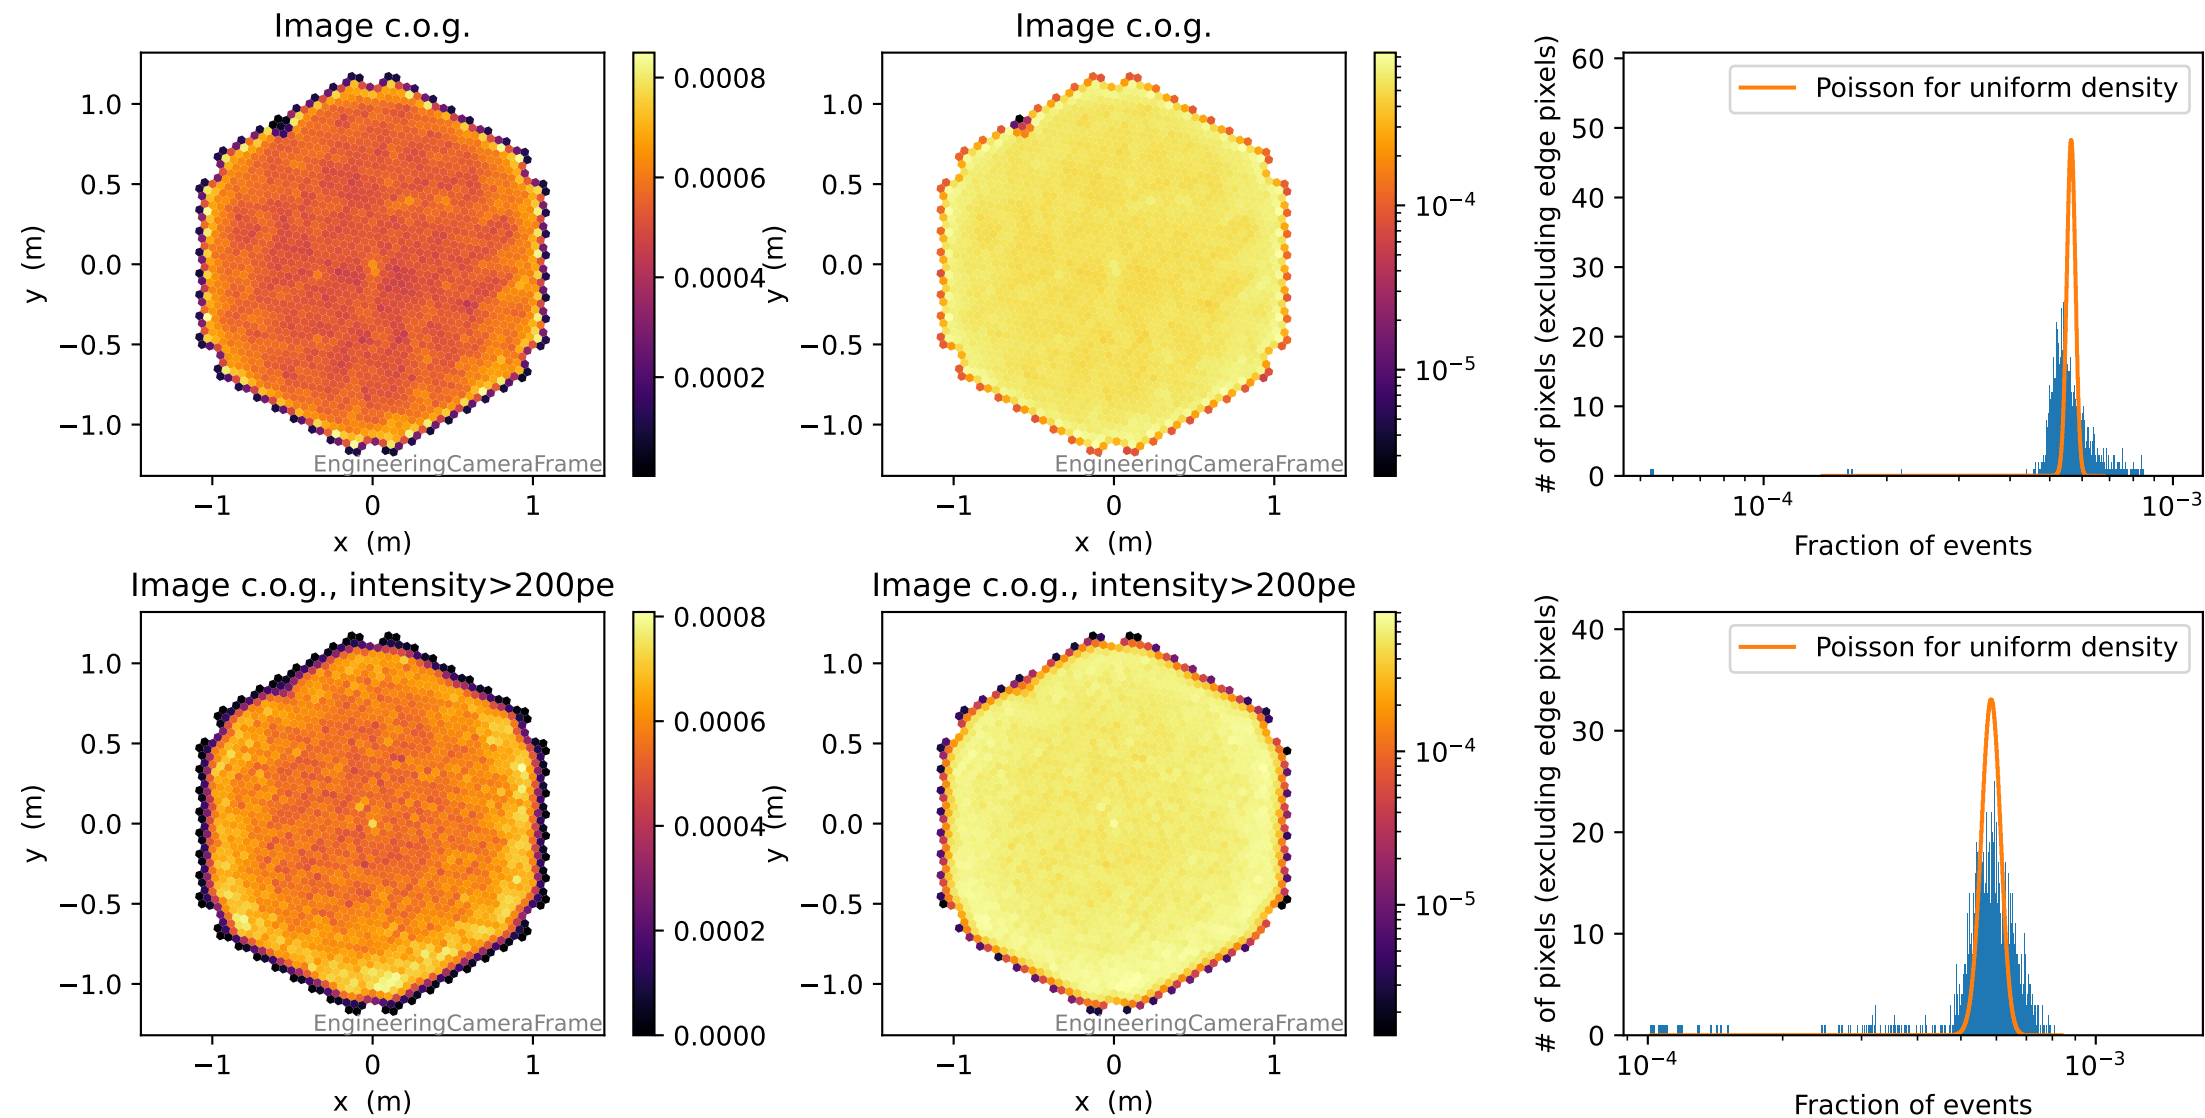 Image c.o.g.
1.0
0.5
0.0
−0.5
−1.0
y (m)
−1
0
1
x (m)
EngineeringCameraFrame
0.0008
0.0006
0.0004
0.0002
Image c.o.g.
1.0
0.5
0.0
−0.5
−1.0
y (m)
−1
0
1
x (m)
EngineeringCameraFrame
10⁻⁴
10⁻⁵
# of pixels (excluding edge pixels)
60
50
40
30
20
10
0
Poisson for uniform density
10⁻⁴
10⁻³
Fraction of events
Image c.o.g., intensity>200pe
1.0
0.5
0.0
−0.5
−1.0
y (m)
−1
0
1
x (m)
EngineeringCameraFrame
0.0008
0.0006
0.0004
0.0002
0.0000
Image c.o.g., intensity>200pe
1.0
0.5
0.0
−0.5
−1.0
y (m)
−1
0
1
x (m)
EngineeringCameraFrame
10⁻⁴
10⁻⁵
# of pixels (excluding edge pixels)
40
30
20
10
0
Poisson for uniform density
10⁻⁴
10⁻³
Fraction of events